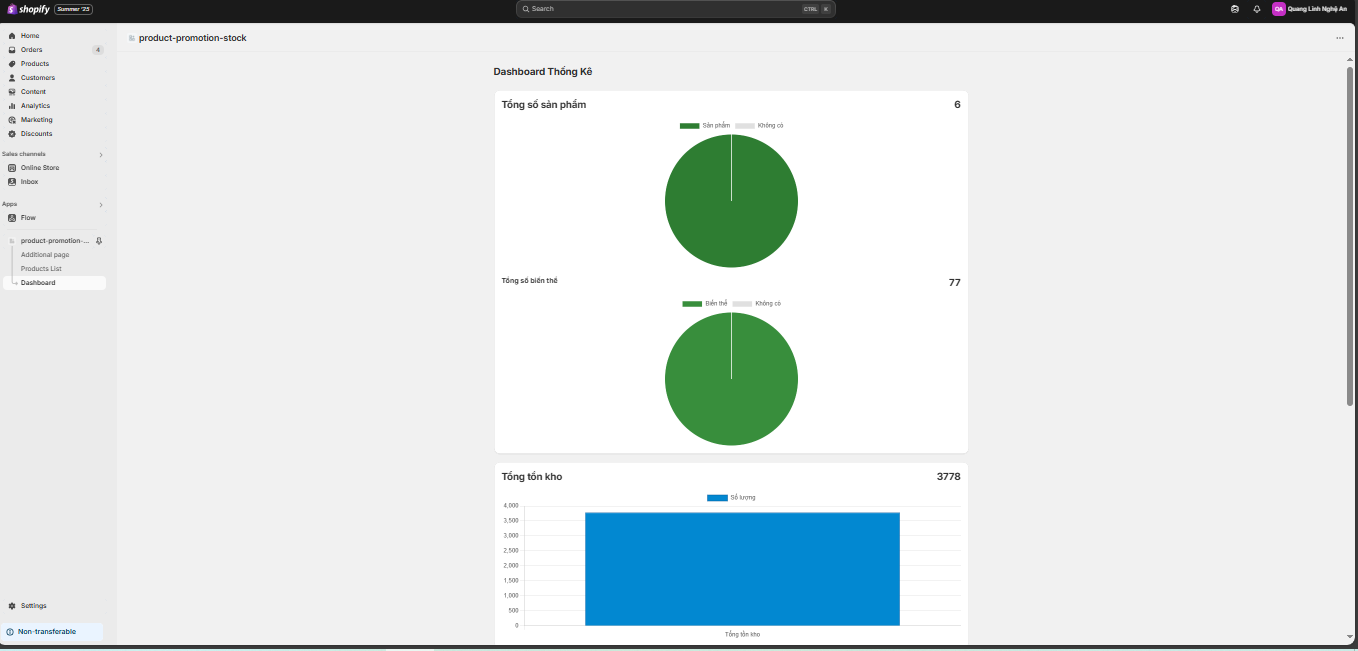 shopify Summer '25
Search CTRL K
QA Quang Linh Nghệ An
Home
Orders 4
Products
Customers
Content
Analytics
Marketing
Discounts
Sales channels
Online Store
Inbox
Apps
Flow
product-promotion-...
Additional page
Products List
Dashboard
Settings
Non-transferable
product-promotion-stock
Dashboard Thống Kê
Tổng số sản phẩm 6
Sản phẩm Không có
Tổng số biến thể 77
Biến thể Không có
Tổng tồn kho 3778
Số lượng
4,000
3,500
3,000
2,500
2,000
1,500
1,000
500
0
Tổng tồn kho